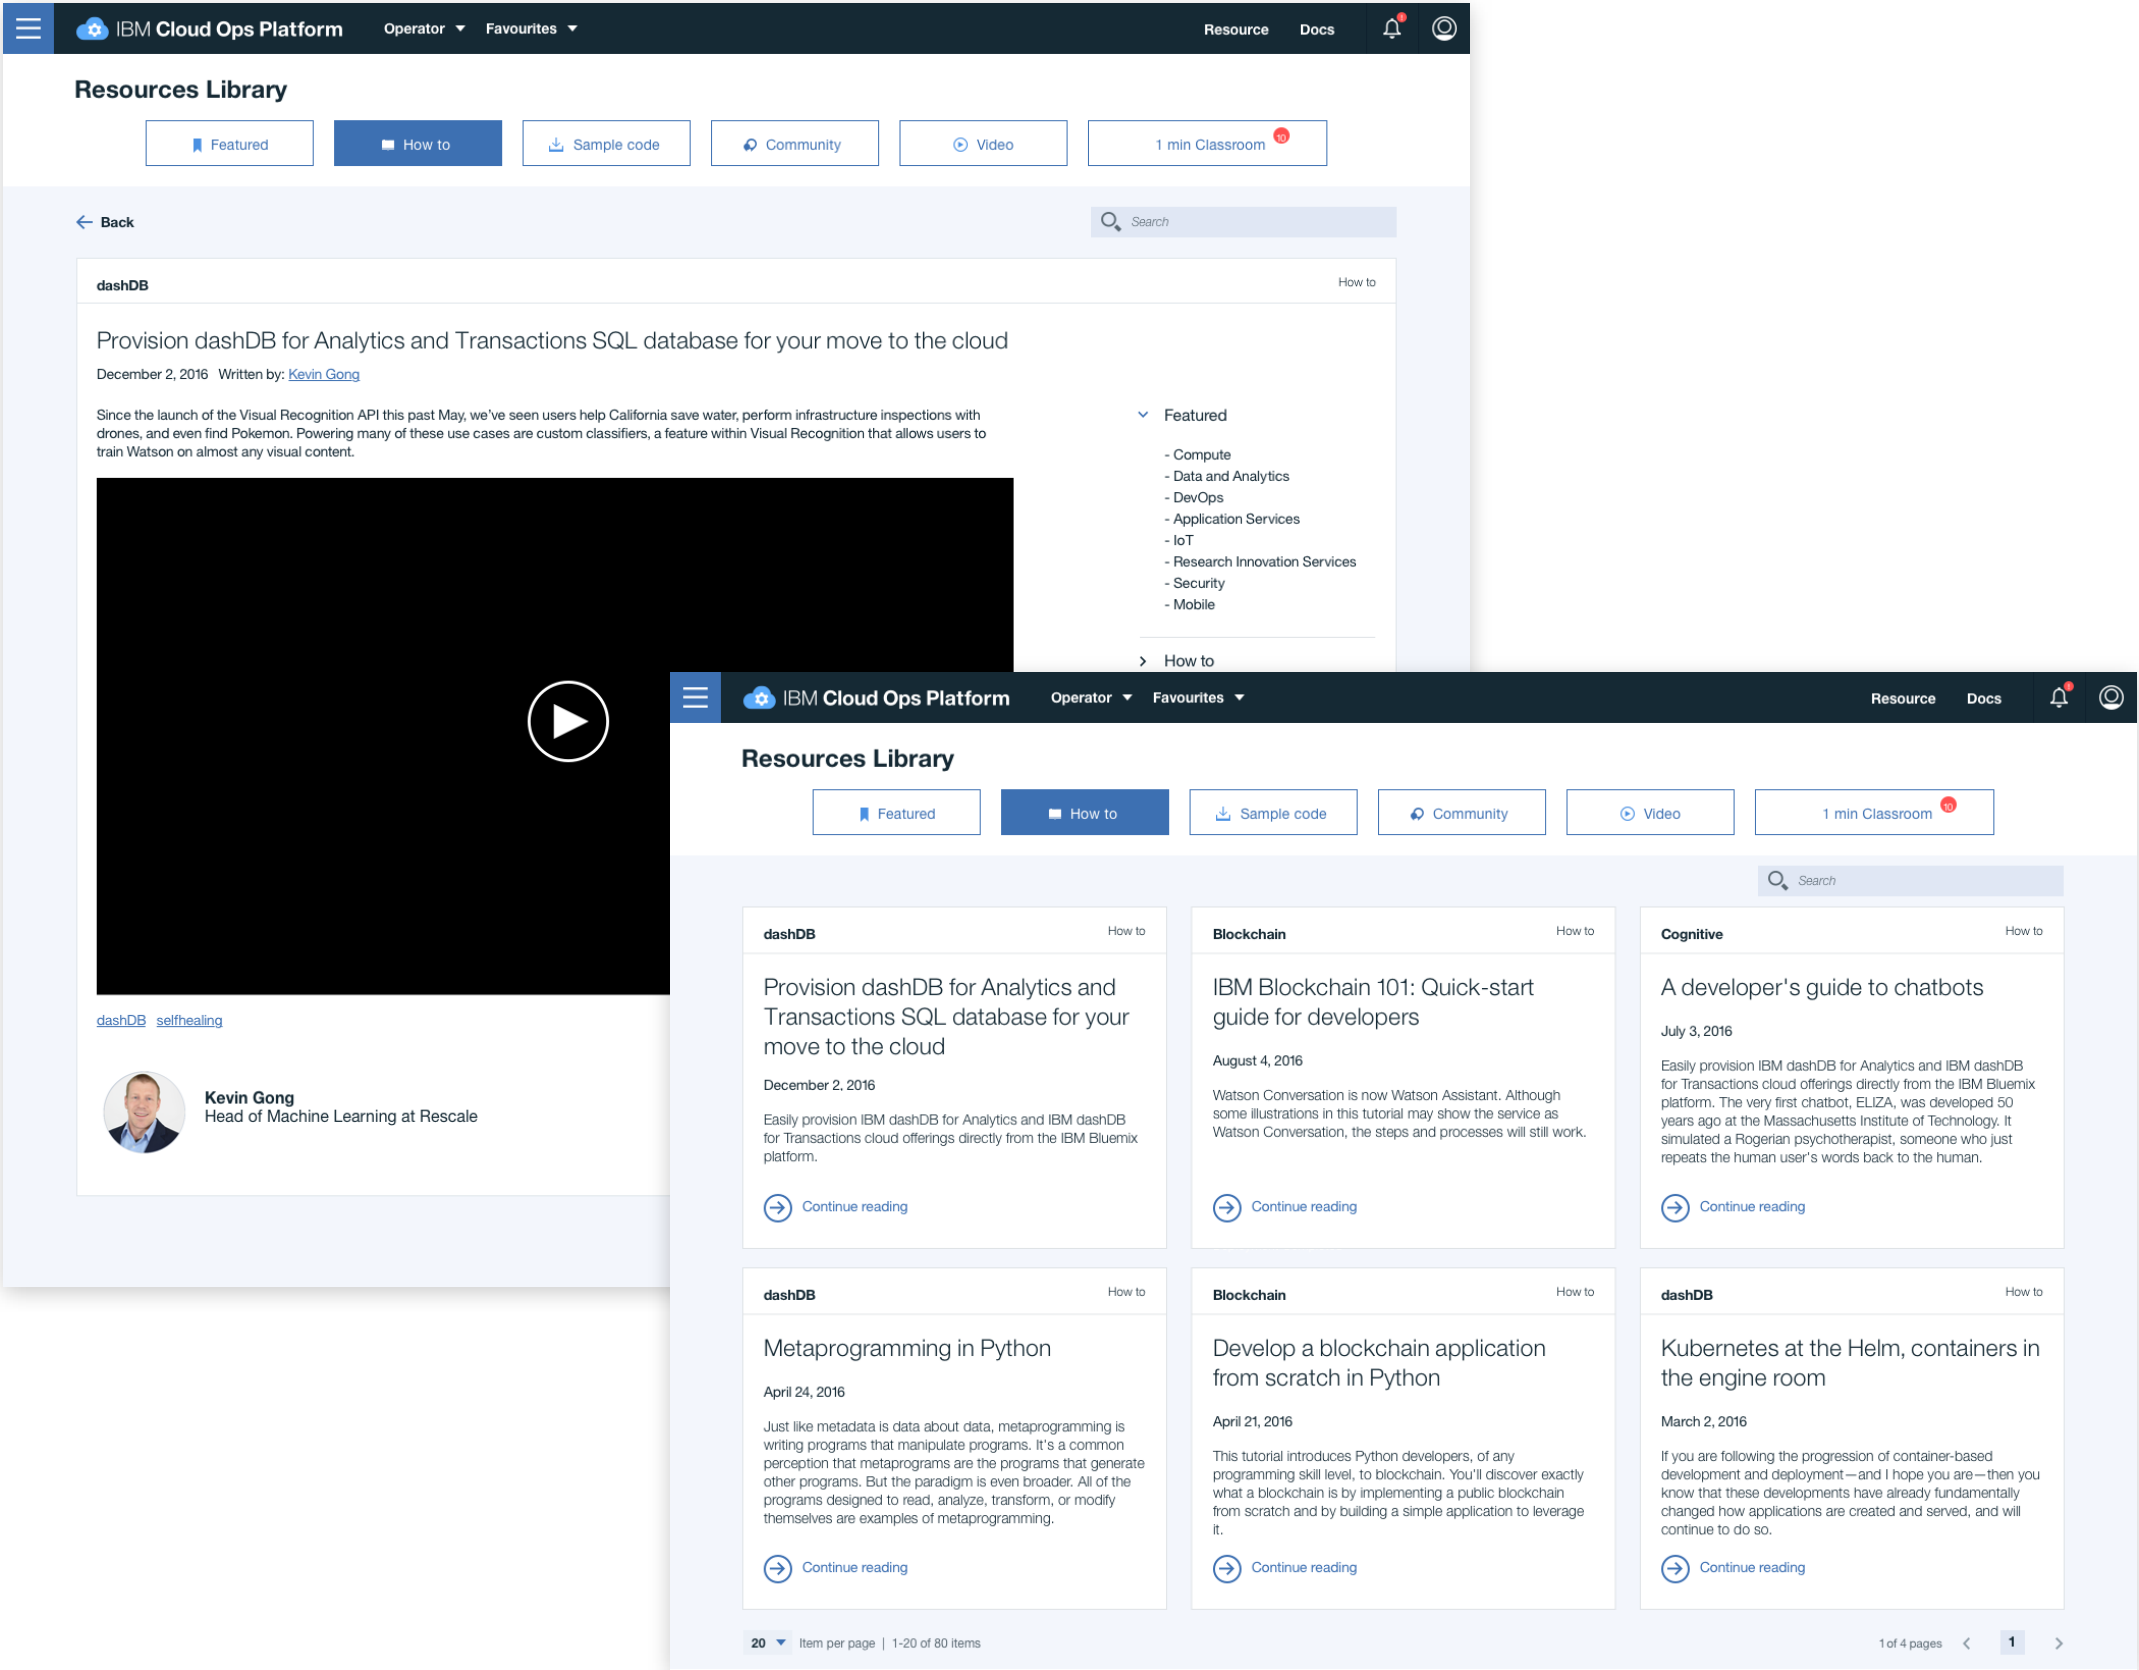 IBM Cloud Ops Platform
Operator
Favourites
Resource
Docs
Resources Library
Featured
How to
Sample code
Community
Video
1 min Classroom
10
Back
Search
dashDB
How to
Provision dashDB for Analytics and Transactions SQL database for your move to the cloud
December 2, 2016 Written by: Kevin Gong
Since the launch of the Visual Recognition API this past May, we've seen users help California save water, perform infrastructure inspections with
drones, and even find Pokemon. Powering many of these use cases are custom classifiers, a feature within Visual Recognition that allows users to
train Watson on almost any visual content.
Featured
- Compute
- Data and Analytics
- DevOps
- Application Services
- IoT
- Research Innovation Services
- Security
- Mobile
How to
dashDB selfhealing
Kevin Gong
Head of Machine Learning at Rescale
IBM Cloud Ops Platform
Operator
Favourites
Resource
Docs
Resources Library
Featured
How to
Sample code
Community
Video
1 min Classroom
10
Search
dashDB
How to
Provision dashDB for Analytics and
Transactions SQL database for your
move to the cloud
December 2, 2016
Easily provision IBM dashDB for Analytics and IBM dashDB
for Transactions cloud offerings directly from the IBM Bluemix
platform.
Continue reading
Blockchain
How to
IBM Blockchain 101: Quick-start
guide for developers
August 4, 2016
Watson Conversation is now Watson Assistant. Although
some illustrations in this tutorial may show the service as
Watson Conversation, the steps and processes will still work.
Continue reading
Cognitive
How to
A developer's guide to chatbots
July 3, 2016
Easily provision IBM dashDB for Analytics and IBM dashDB
for Transactions cloud offerings directly from the IBM Bluemix
platform. The very first chatbot, ELIZA, was developed 50
years ago at the Massachusetts Institute of Technology. It
simulated a Rogerian psychotherapist, someone who just
repeats the human user's words back to the human.
Continue reading
dashDB
How to
Metaprogramming in Python
April 24, 2016
Just like metadata is data about data, metaprogramming is
writing programs that manipulate programs. It's a common
perception that metaprograms are the programs that generate
other programs. But the paradigm is even broader. All of the
programs designed to read, analyze, transform, or modify
themselves are examples of metaprogramming.
Continue reading
Blockchain
How to
Develop a blockchain application
from scratch in Python
April 21, 2016
This tutorial introduces Python developers, of any
programming skill level, to blockchain. You'll discover exactly
what a blockchain is by implementing a public blockchain
from scratch and by building a simple application to leverage
it.
Continue reading
dashDB
How to
Kubernetes at the Helm, containers in
the engine room
March 2, 2016
If you are following the progression of container-based
development and deployment—and I hope you are—then you
know that these developments have already fundamentally
changed how applications are created and served, and will
continue to do so.
Continue reading
20 Item per page | 1-20 of 80 items
1 of 4 pages 1